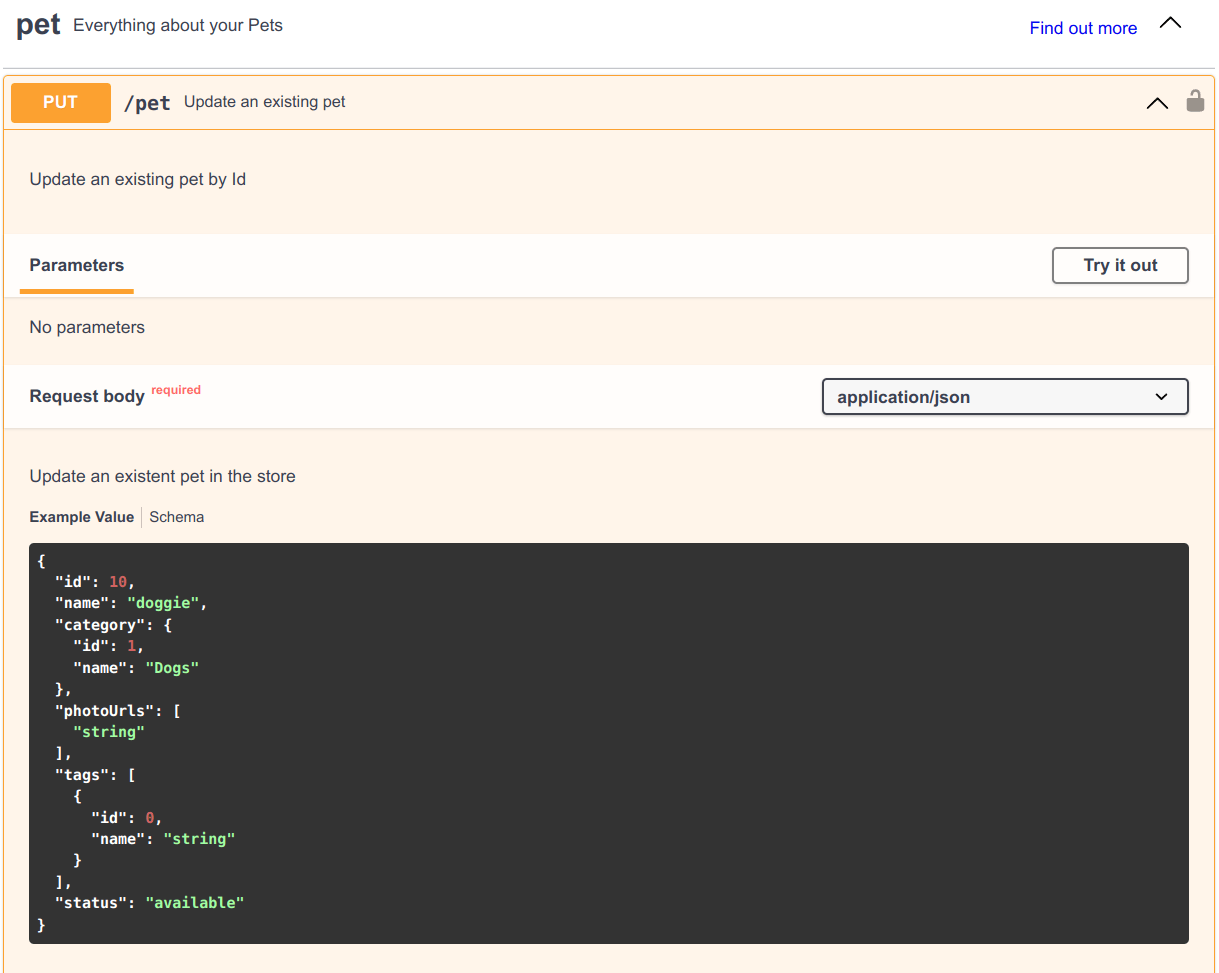 pet Everything about your Pets Find out more
PUT /pet Update an existing pet
Update an existing pet by Id
Parameters Try it out
No parameters
Request body required application/json
Update an existent pet in the store
Example Value Schema
{
  "id": 10,
  "name": "doggie",
  "category": {
    "id": 1,
    "name": "Dogs"
  },
  "photoUrls": [
    "string"
  ],
  "tags": [
    {
      "id": 0,
      "name": "string"
    }
  ],
  "status": "available"
}